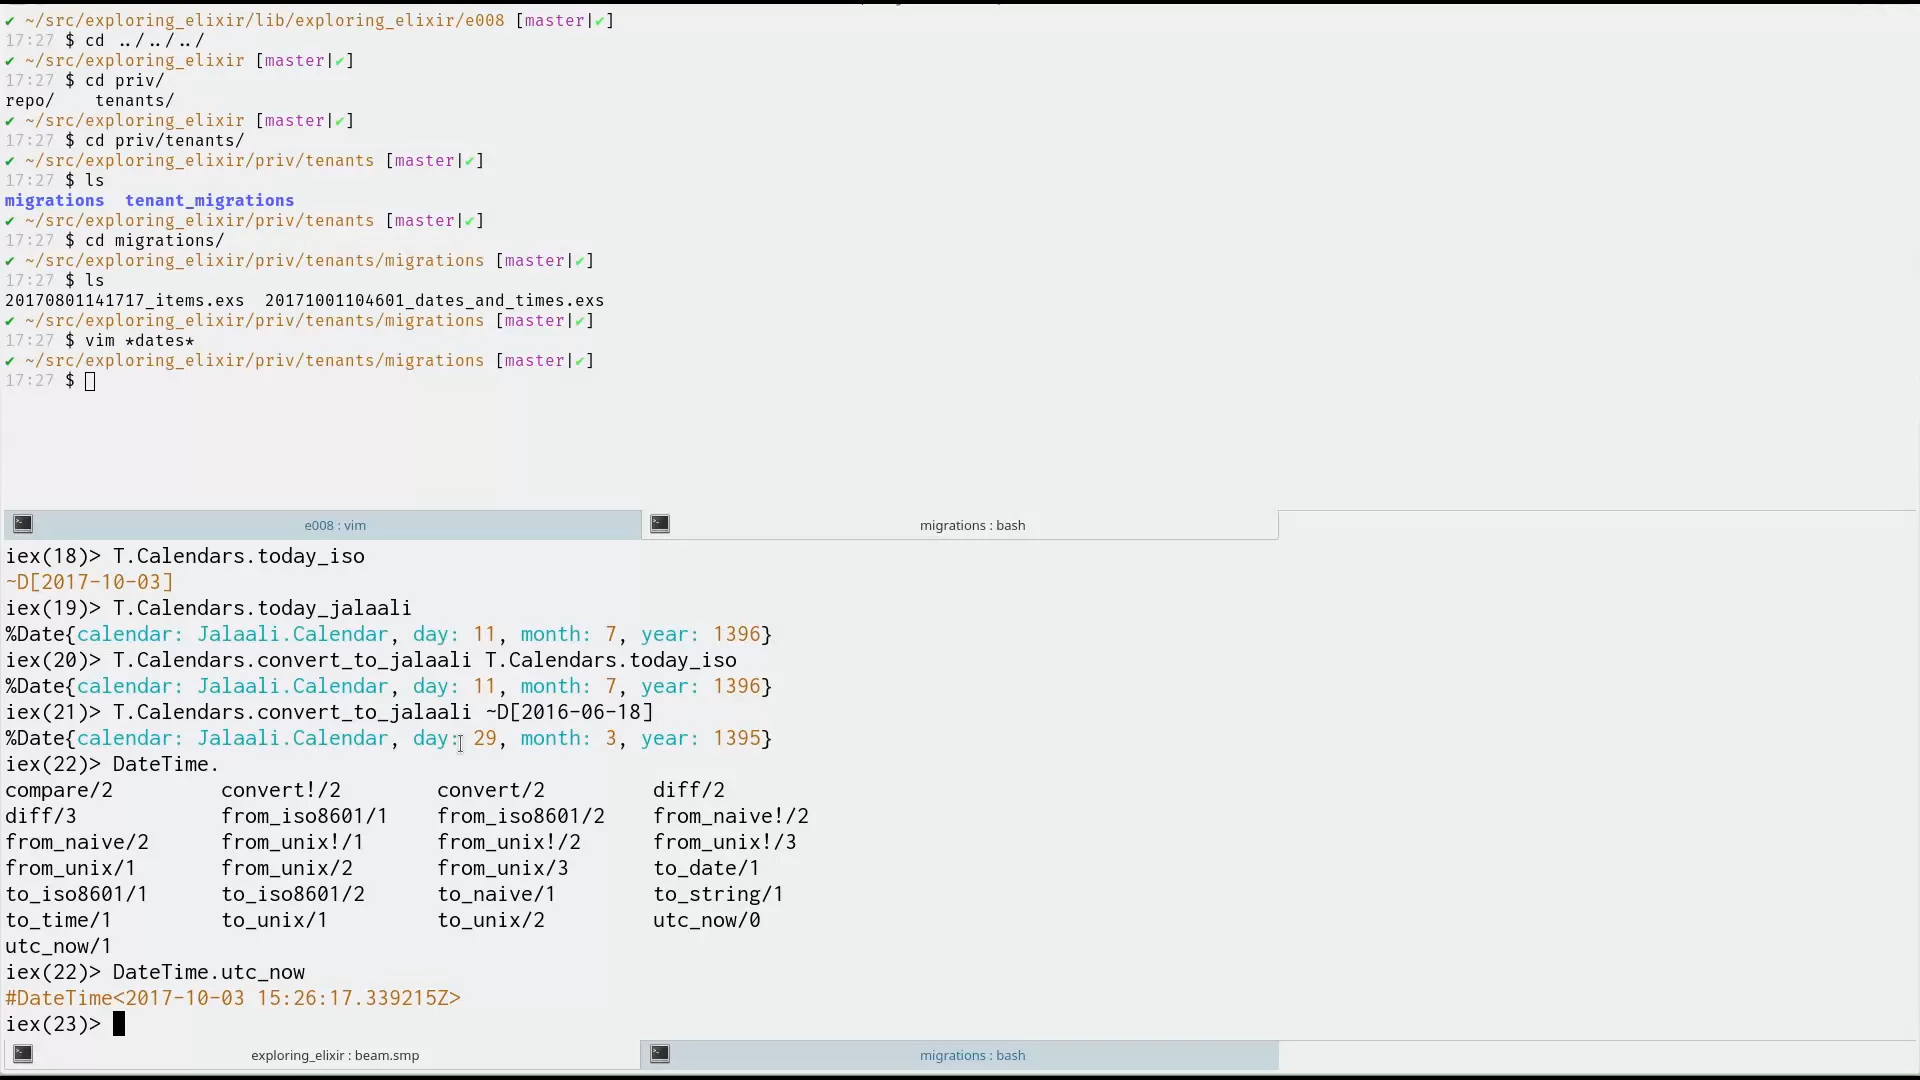 ✔ ~/src/exploring_elixir/lib/exploring_elixir/e008 [master|✔]
17:27 $ cd ../../../
✔ ~/src/exploring_elixir [master|✔]
17:27 $ cd priv/
repo/    tenants/
✔ ~/src/exploring_elixir [master|✔]
17:27 $ cd priv/tenants/
✔ ~/src/exploring_elixir/priv/tenants [master|✔]
17:27 $ ls
migrations  tenant_migrations
✔ ~/src/exploring_elixir/priv/tenants [master|✔]
17:27 $ cd migrations/
✔ ~/src/exploring_elixir/priv/tenants/migrations [master|✔]
17:27 $ ls
20170801141717_items.exs  20171001104601_dates_and_times.exs
✔ ~/src/exploring_elixir/priv/tenants/migrations [master|✔]
17:27 $ vim *dates*
✔ ~/src/exploring_elixir/priv/tenants/migrations [master|✔]
17:27 $
e008 : vim    migrations : bash
iex(18)> T.Calendars.today_iso
~D[2017-10-03]
iex(19)> T.Calendars.today_jalaali
%Date{calendar: Jalaali.Calendar, day: 11, month: 7, year: 1396}
iex(20)> T.Calendars.convert_to_jalaali T.Calendars.today_iso
%Date{calendar: Jalaali.Calendar, day: 11, month: 7, year: 1396}
iex(21)> T.Calendars.convert_to_jalaali ~D[2016-06-18]
%Date{calendar: Jalaali.Calendar, day: 29, month: 3, year: 1395}
iex(22)> DateTime.
compare/2         convert!/2        convert/2         diff/2
diff/3            from_iso8601/1    from_iso8601/2    from_naive!/2
from_naive/2      from_unix!/1      from_unix!/2      from_unix!/3
from_unix/1       from_unix/2       from_unix/3       to_date/1
to_iso8601/1      to_iso8601/2      to_naive/1        to_string/1
to_time/1         to_unix/1         to_unix/2         utc_now/0
utc_now/1
iex(22)> DateTime.utc_now
#DateTime<2017-10-03 15:26:17.339215Z>
iex(23)>
exploring_elixir : beam.smp    migrations : bash